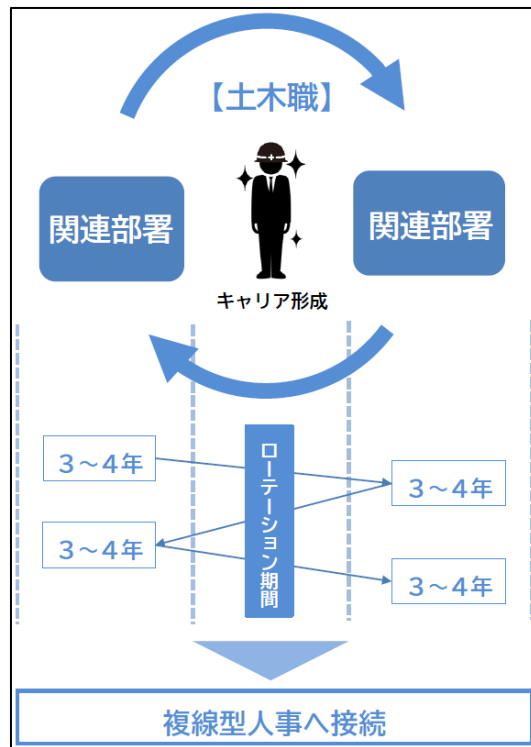 【土木職】
関連部署
関連部署
キャリア形成
ローテーション期間
3～4年
3～4年
3～4年
3～4年
複線型人事へ接続